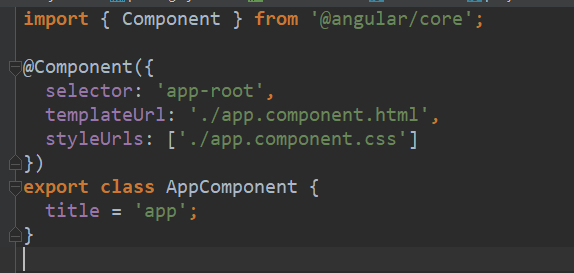 import { Component } from '@angular/core';
@Component({
  selector: 'app-root',
  templateUrl: './app.component.html',
  styleUrls: ['./app.component.css']
})
export class AppComponent {
  title = 'app';
}